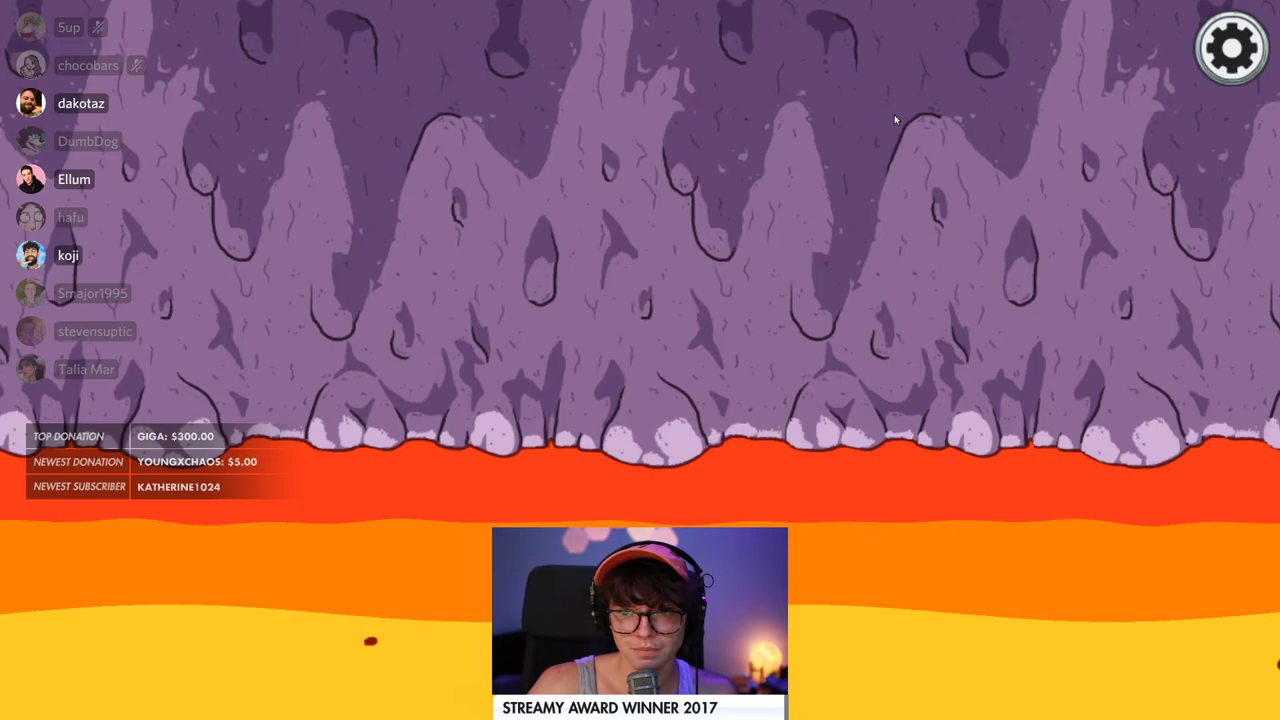 5up
chocobars
dakotaz
DumbDog
Ellum
hafu
koji
Smajor1995
stevensuptic
Talia Mar
TOP DONATION GIGA: $300.00
NEWEST DONATION YOUNGXCHAOS: $5.00
NEWEST SUBSCRIBER KATHERINE1024
STREAMY AWARD WINNER 2017